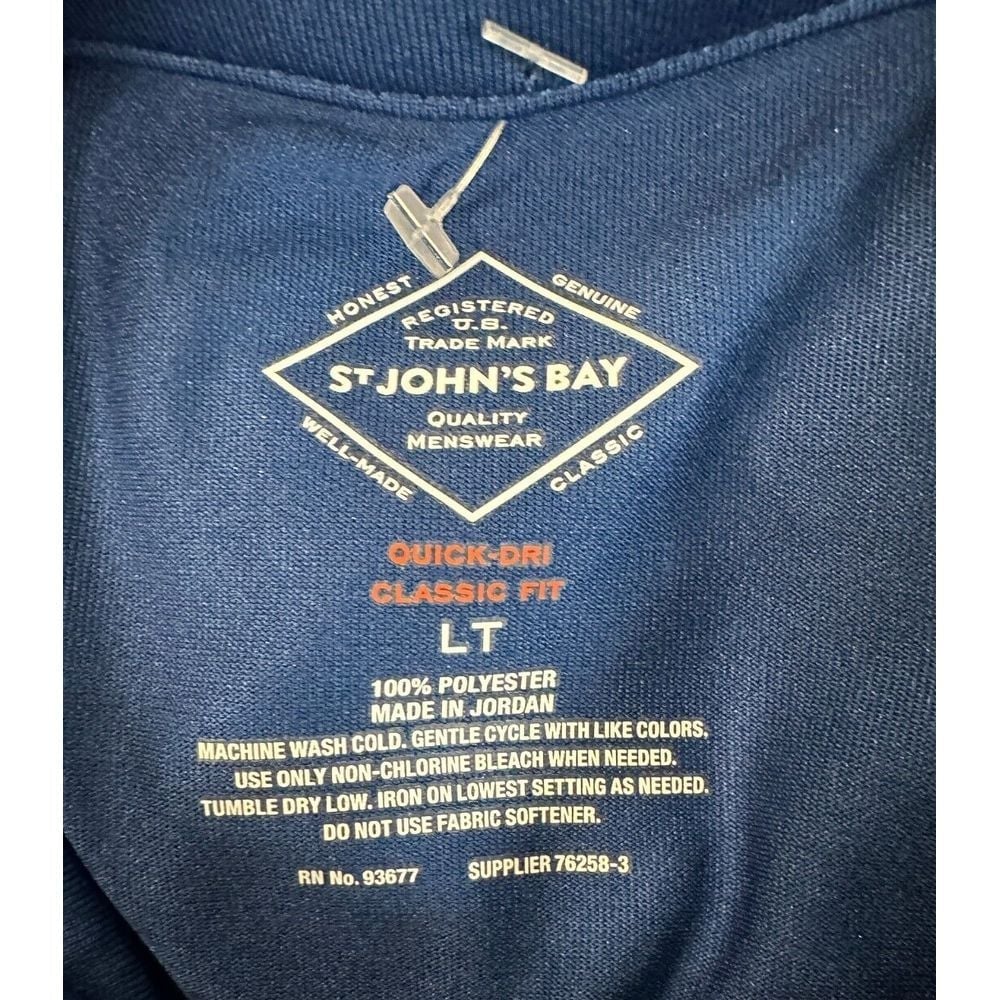 HONEST
GENUINE
REGISTERED
U.S.
TRADE MARK
ST JOHN'S BAY
QUALITY
MENSWEAR
WELL-MADE
CLASSIC
QUICK-DRI
CLASSIC FIT
LT
100% POLYESTER
MADE IN JORDAN
MACHINE WASH COLD. GENTLE CYCLE WITH LIKE COLORS,
USE ONLY NON-CHLORINE BLEACH WHEN NEEDED.
TUMBLE DRY LOW. IRON ON LOWEST SETTING AS NEEDED.
DO NOT USE FABRIC SOFTENER.
RN No. 93677 SUPPLIER 76258-3